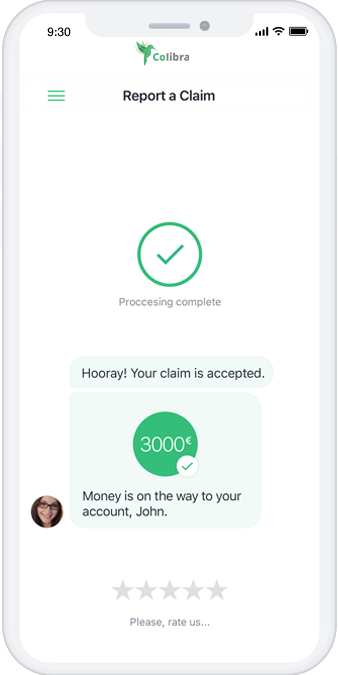 9:30
Colibra
Report a Claim
Proccesing complete
Hooray! Your claim is accepted.
3000€
Money is on the way to your
account, John.
Please, rate us...